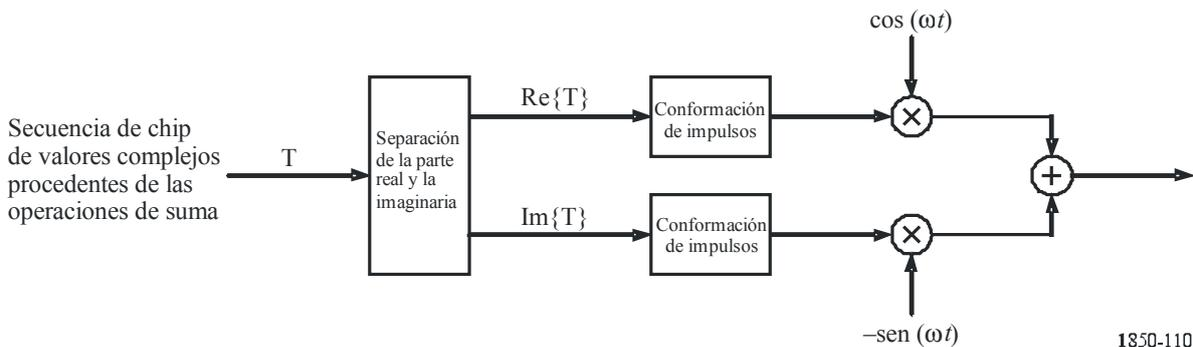 cos (ωt)
Re{T}
Conformación
de impulsos
Secuencia de chip
de valores complejos
procedentes de las
operaciones de suma
T
Separación
de la parte
real y la
imaginaria
Im{T}
Conformación
de impulsos
–sen (ωt)
1850-110